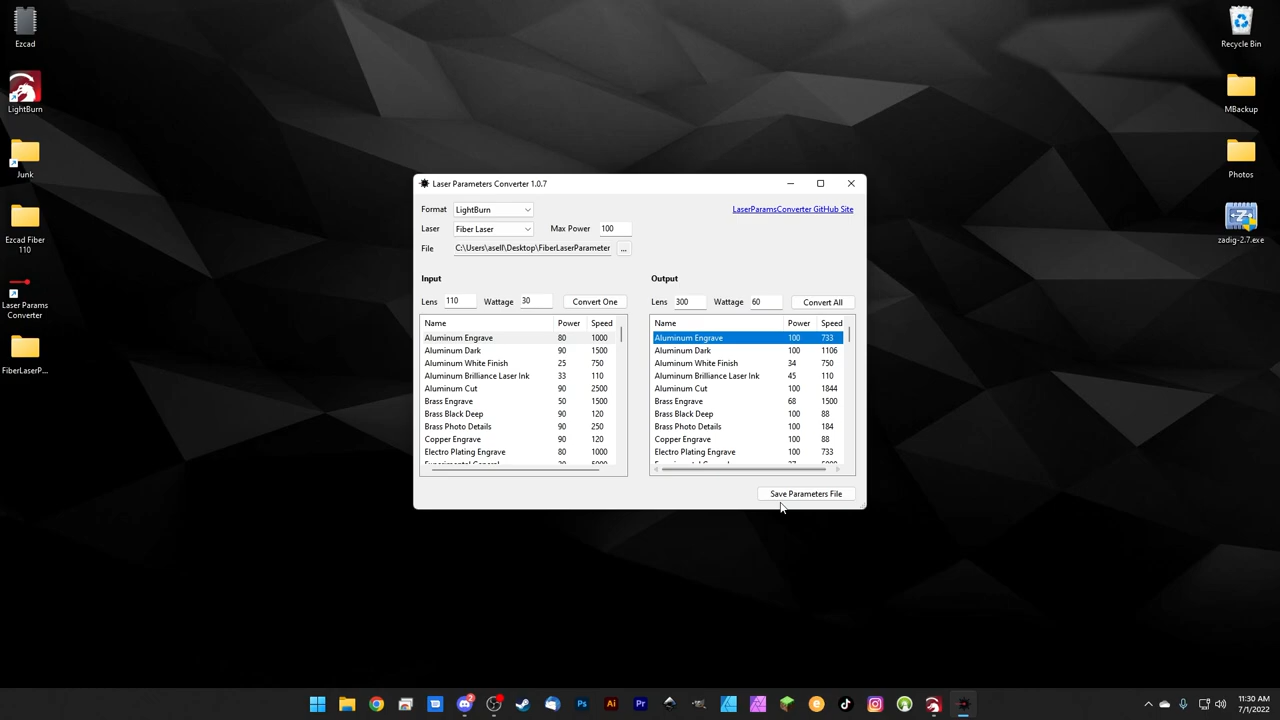 Ezcad
LightBurn
Junk
Ezcad Fiber
110
Laser Params
Converter
FiberLaserP...
Recycle Bin
MBackup
Photos
zadig-2.7.exe
Laser Parameters Converter 1.0.7
Format LightBurn LaserParamsConverter GitHub Site
Laser Fiber Laser Max Power 100
File C:\Users\asell\Desktop\FiberLaserParameter ...
Input
Lens 110 Wattage 30 Convert One
Name Power Speed
Aluminum Engrave 80 1000
Aluminum Dark 90 1500
Aluminum White Finish 25 750
Aluminum Brilliance Laser Ink 33 110
Aluminum Cut 90 2500
Brass Engrave 50 1500
Brass Black Deep 90 120
Brass Photo Details 90 250
Copper Engrave 90 120
Electro Plating Engrave 80 1000
Output
Lens 300 Wattage 60 Convert All
Name Power Speed
Aluminum Engrave 100 733
Aluminum Dark 100 1106
Aluminum White Finish 34 750
Aluminum Brilliance Laser Ink 45 110
Aluminum Cut 100 1844
Brass Engrave 68 1500
Brass Black Deep 100 88
Brass Photo Details 100 184
Copper Engrave 100 88
Electro Plating Engrave 100 733
Save Parameters File
Ps Ai Pr
11:30 AM
7/1/2022